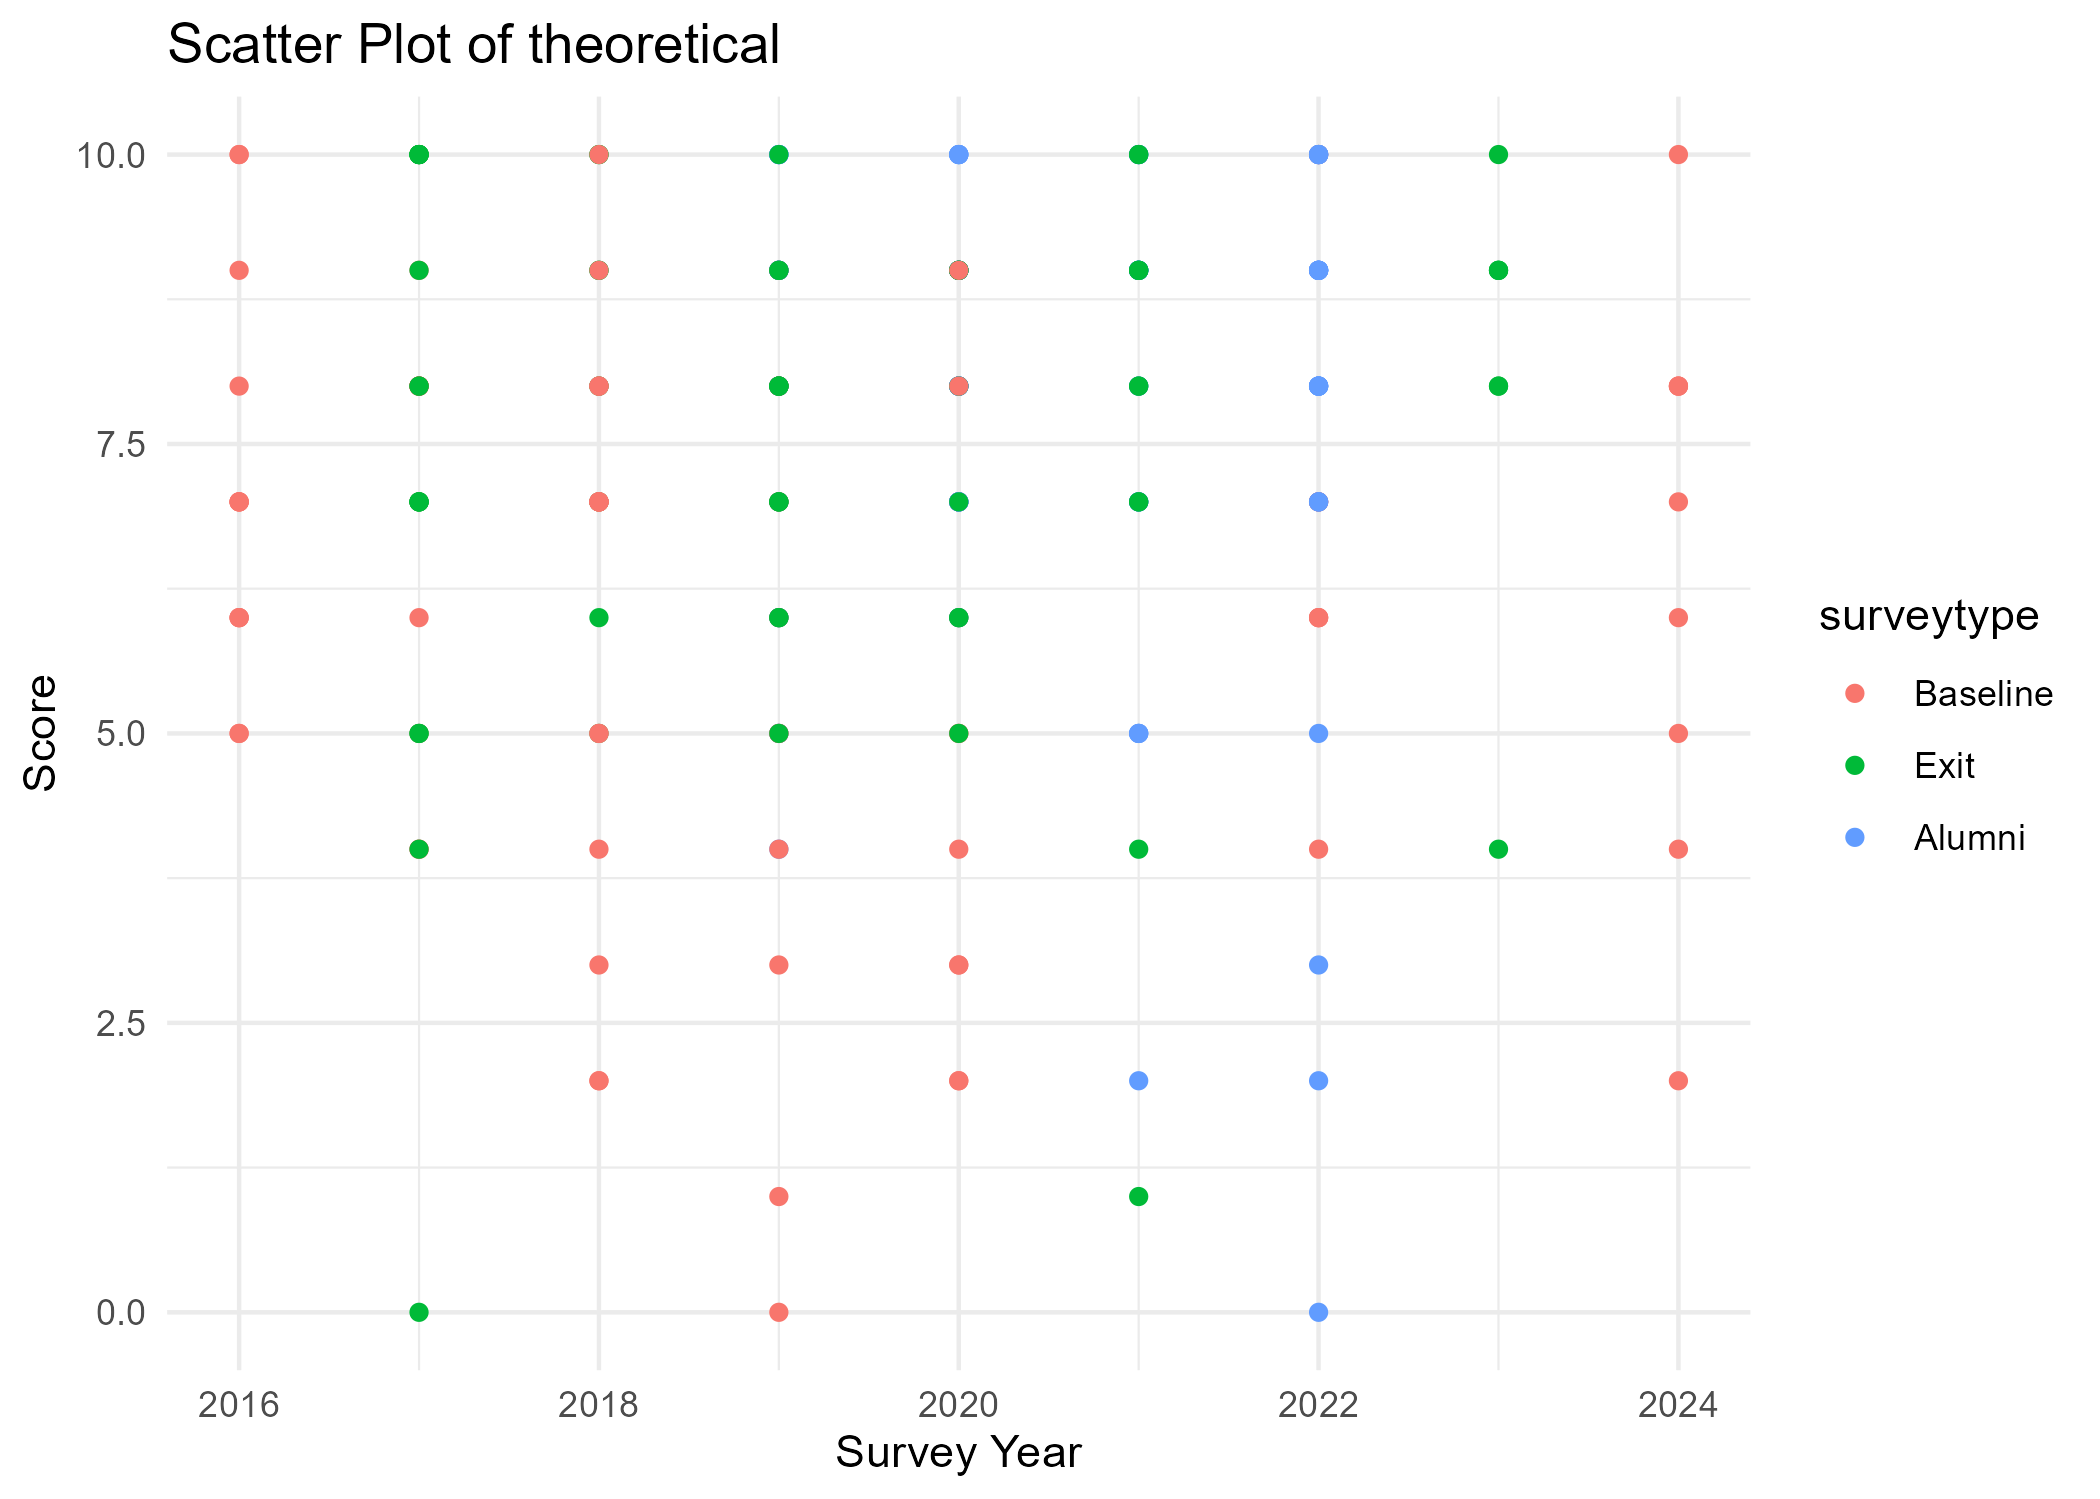 Scatter Plot of theoretical
10.0
7.5
5.0
2.5
0.0
Score
2016
2018
2020
2022
2024
Survey Year
surveytype
Baseline
Exit
Alumni